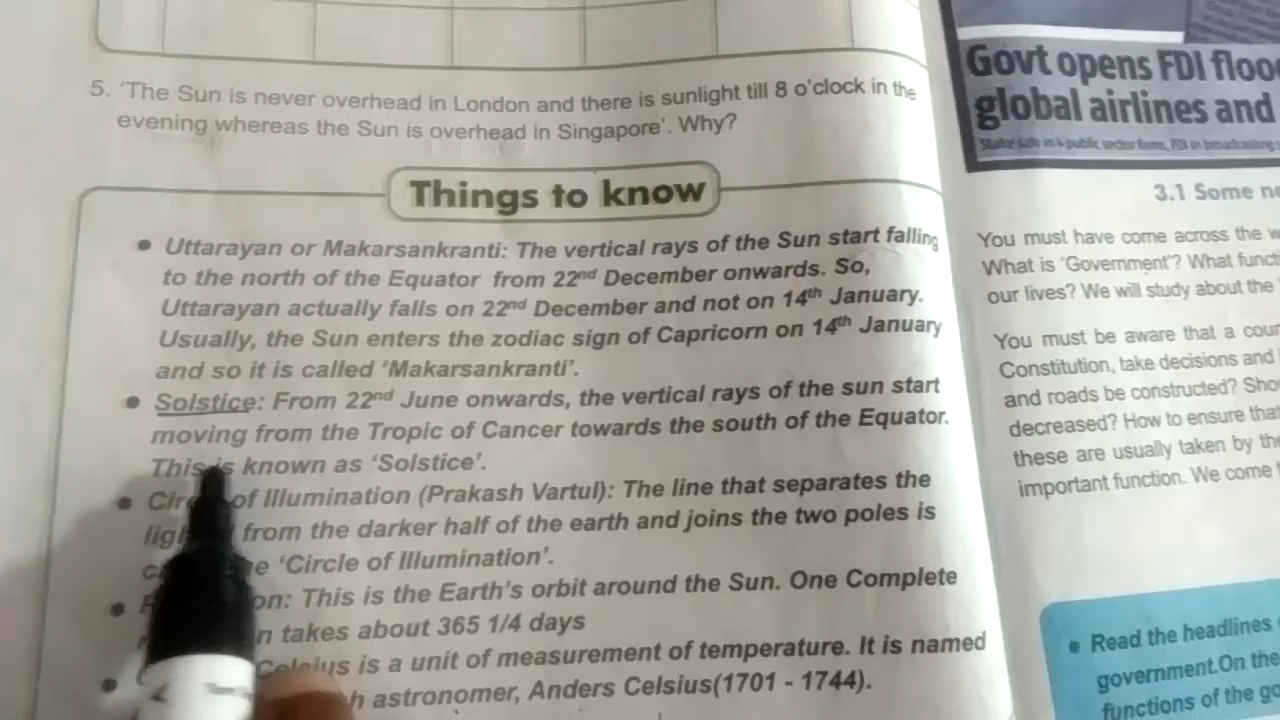 5. 'The Sun is never overhead in London and there is sunlight till 8 o'clock in the
evening whereas the Sun is overhead in Singapore'. Why?
Things to know
• Uttarayan or Makarsankranti: The vertical rays of the Sun start falling
to the north of the Equator from 22nd December onwards. So,
Uttarayan actually falls on 22nd December and not on 14th January.
Usually, the Sun enters the zodiac sign of Capricorn on 14th January
and so it is called 'Makarsankranti'.
• Solstice: From 22nd June onwards, the vertical rays of the sun start
moving from the Tropic of Cancer towards the south of the Equator.
This is known as 'Solstice'.
• of Illumination (Prakash Vartul): The line that separates the
from the darker half of the earth and joins the two poles is
'Circle of Illumination'.
• This is the Earth's orbit around the Sun. One Complete
takes about 365 1/4 days
• Celsius is a unit of measurement of temperature. It is named
astronomer, Anders Celsius(1701 - 1744).
Govt opens FDI
global airlines and
3.1 Some
You must have come across the
What is 'Government'? What
our lives? We will study about the
You must be aware that a
Constitution, take decisions and
and roads be constructed?
decreased? How to ensure that
these are usually taken by
important function. We come
• Read the headlines
government.On the
functions of the